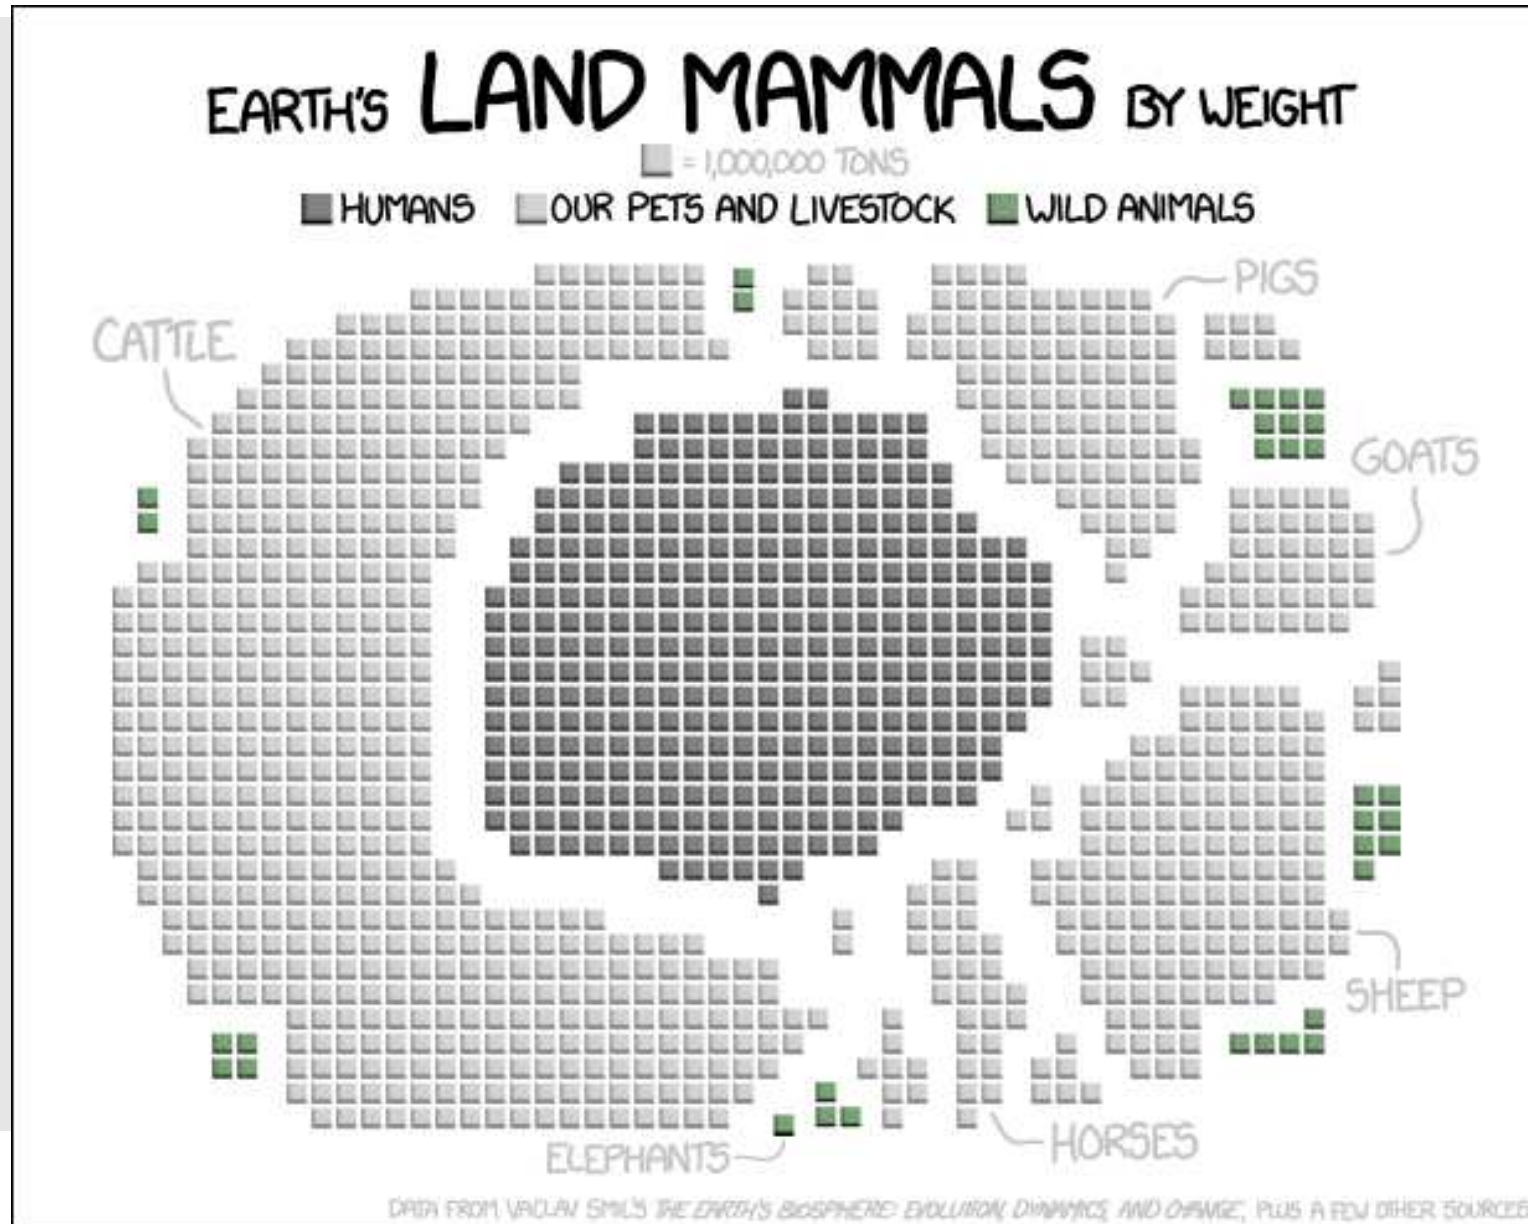 EARTH'S LAND MAMMALS BY WEIGHT
= 1,000,000 TONS
HUMANS OUR PETS AND LIVESTOCK WILD ANIMALS
PIGS
CATTLE
GOATS
SHEEP
HORSES
ELEPHANTS
DATA FROM VACLAV SMIL'S THE EARTH'S BIOSPHERE: EVOLUTION, DYNAMICS, AND CHANGE, PLUS A FEW OTHER SOURCES